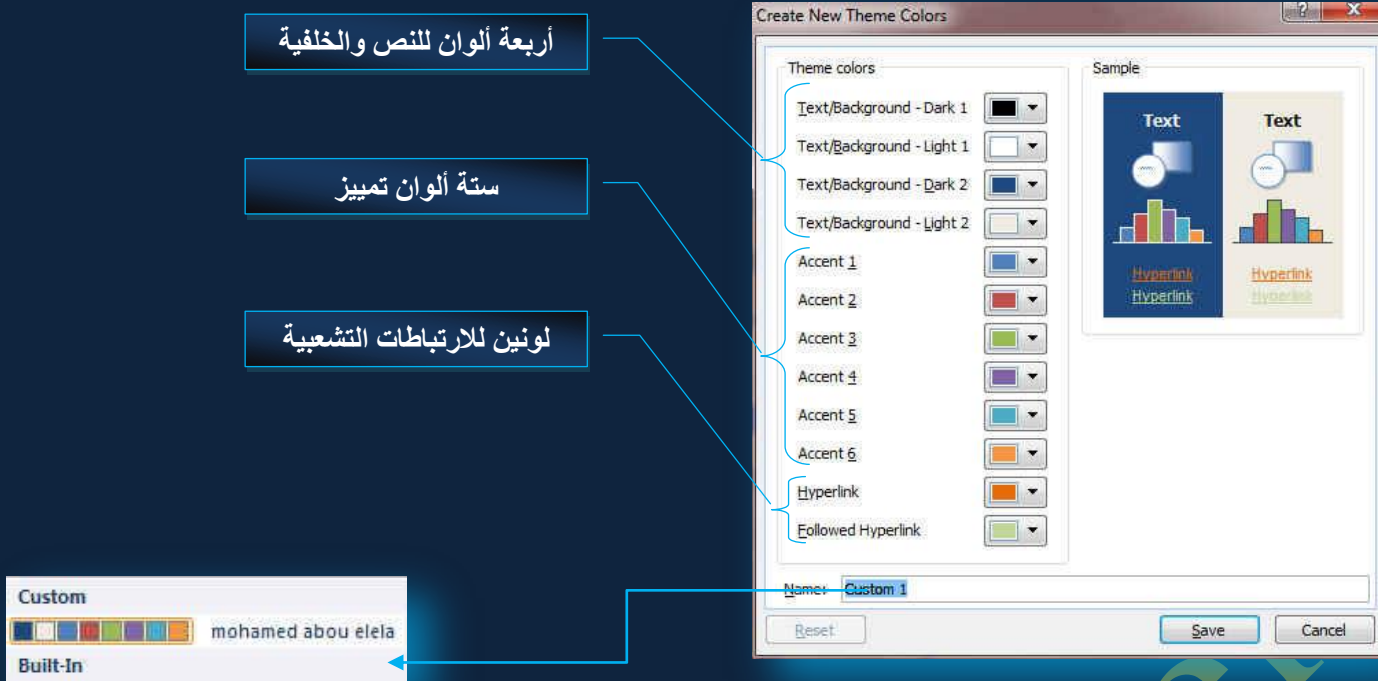 أربعة ألوان للنص والخلفية
ستة ألوان تمييز
لونين للارتباطات التشعبية
Create New Theme Colors
Theme colors
Text/Background - Dark 1
Text/Background - Light 1
Text/Background - Dark 2
Text/Background - Light 2
Accent 1
Accent 2
Accent 3
Accent 4
Accent 5
Accent 6
Hyperlink
Followed Hyperlink
Sample
Text Text
Hyperlink Hyperlink
Hyperlink Hyperlink
Name: Custom 1
Reset Save Cancel
Custom
mohamed abou elela
Built-In